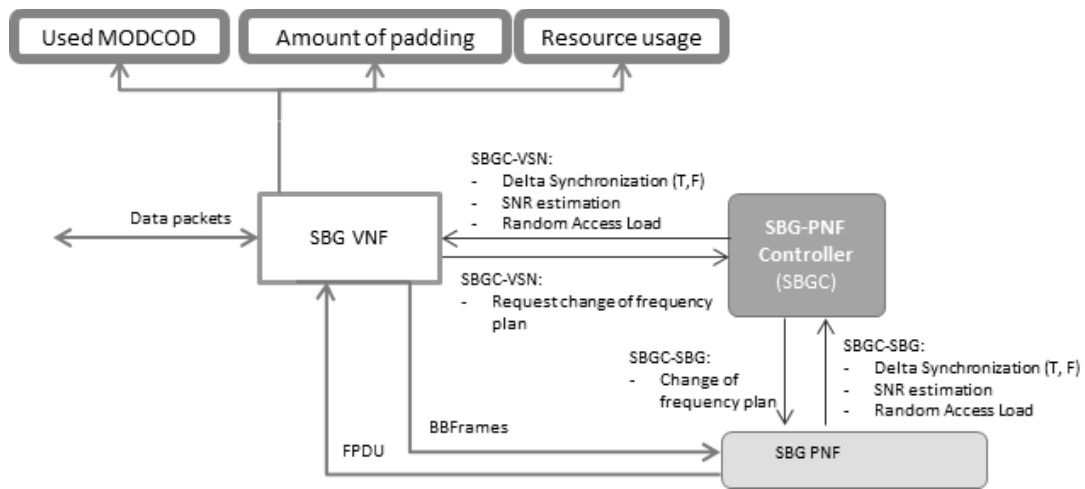 Used MODCOD
Amount of padding
Resource usage
SBGC-VSN:
- Delta Synchronization (T,F)
- SNR estimation
- Random Access Load
Data packets
SBG VNF
SBG-PNF
Controller
(SBGC)
SBGC-VSN:
- Request change of frequency
plan
SBGC-SBG:
- Change of
frequency plan
SBGC-SBG:
- Delta Synchronization (T, F)
- SNR estimation
- Random Access Load
BBFrames
FPDU
SBG PNF